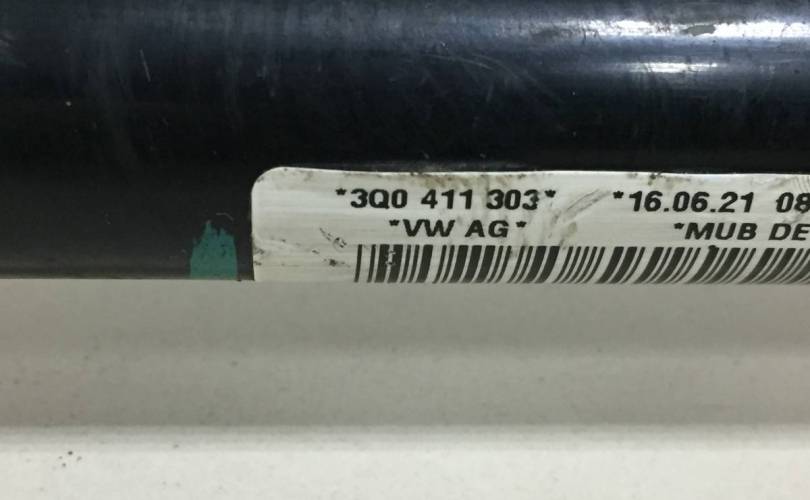 *3Q0 411 303* *16.06.21 08
*VW AG* *MUB DE